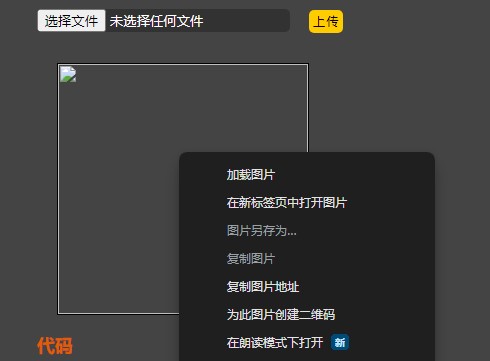 选择文件 未选择任何文件 上传
加载图片
在新标签页中打开图片
图片另存为...
复制图片
复制图片地址
为此图片创建二维码
在朗读模式下打开 新
代码